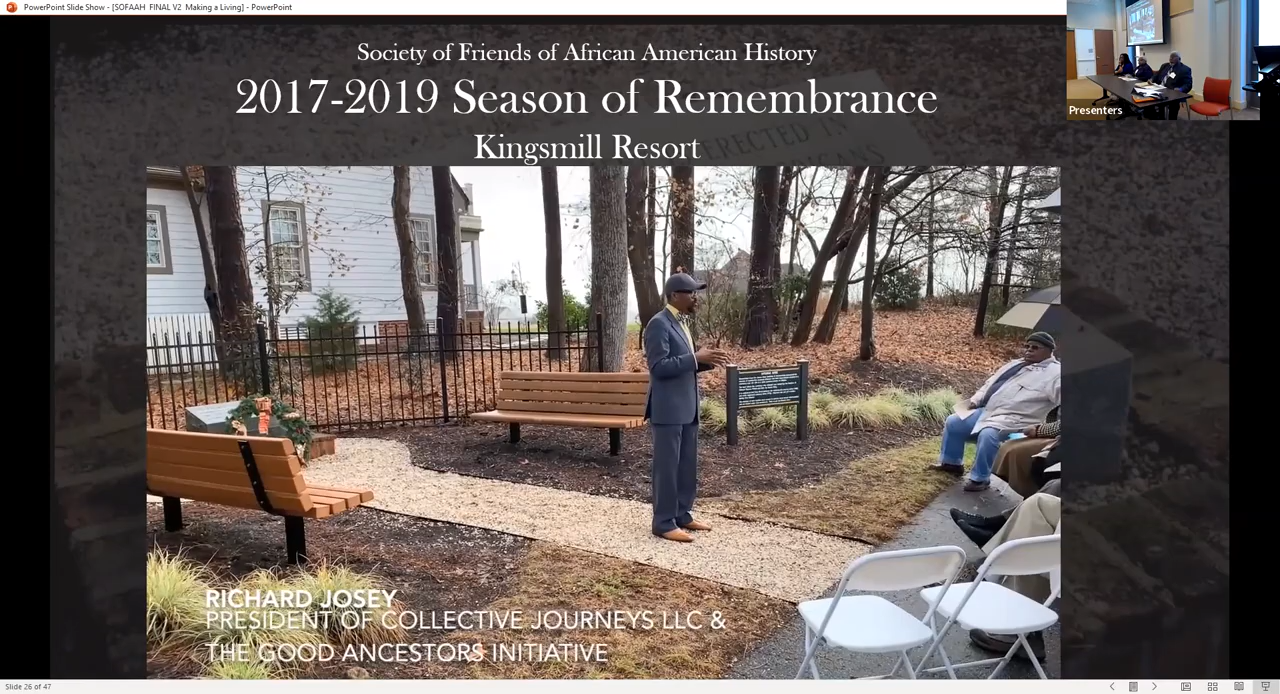 PowerPoint Slide Show - [SOFAAH  FINAL V2  Making a Living] - PowerPoint
Presenters
Society of Friends of African American History
2017-2019 Season of Remembrance
Kingsmill Resort
ERECTED IN
RICHARD JOSEY
PRESIDENT OF COLLECTIVE JOURNEYS LLC &
THE GOOD ANCESTORS INITIATIVE
Slide 26 of 47